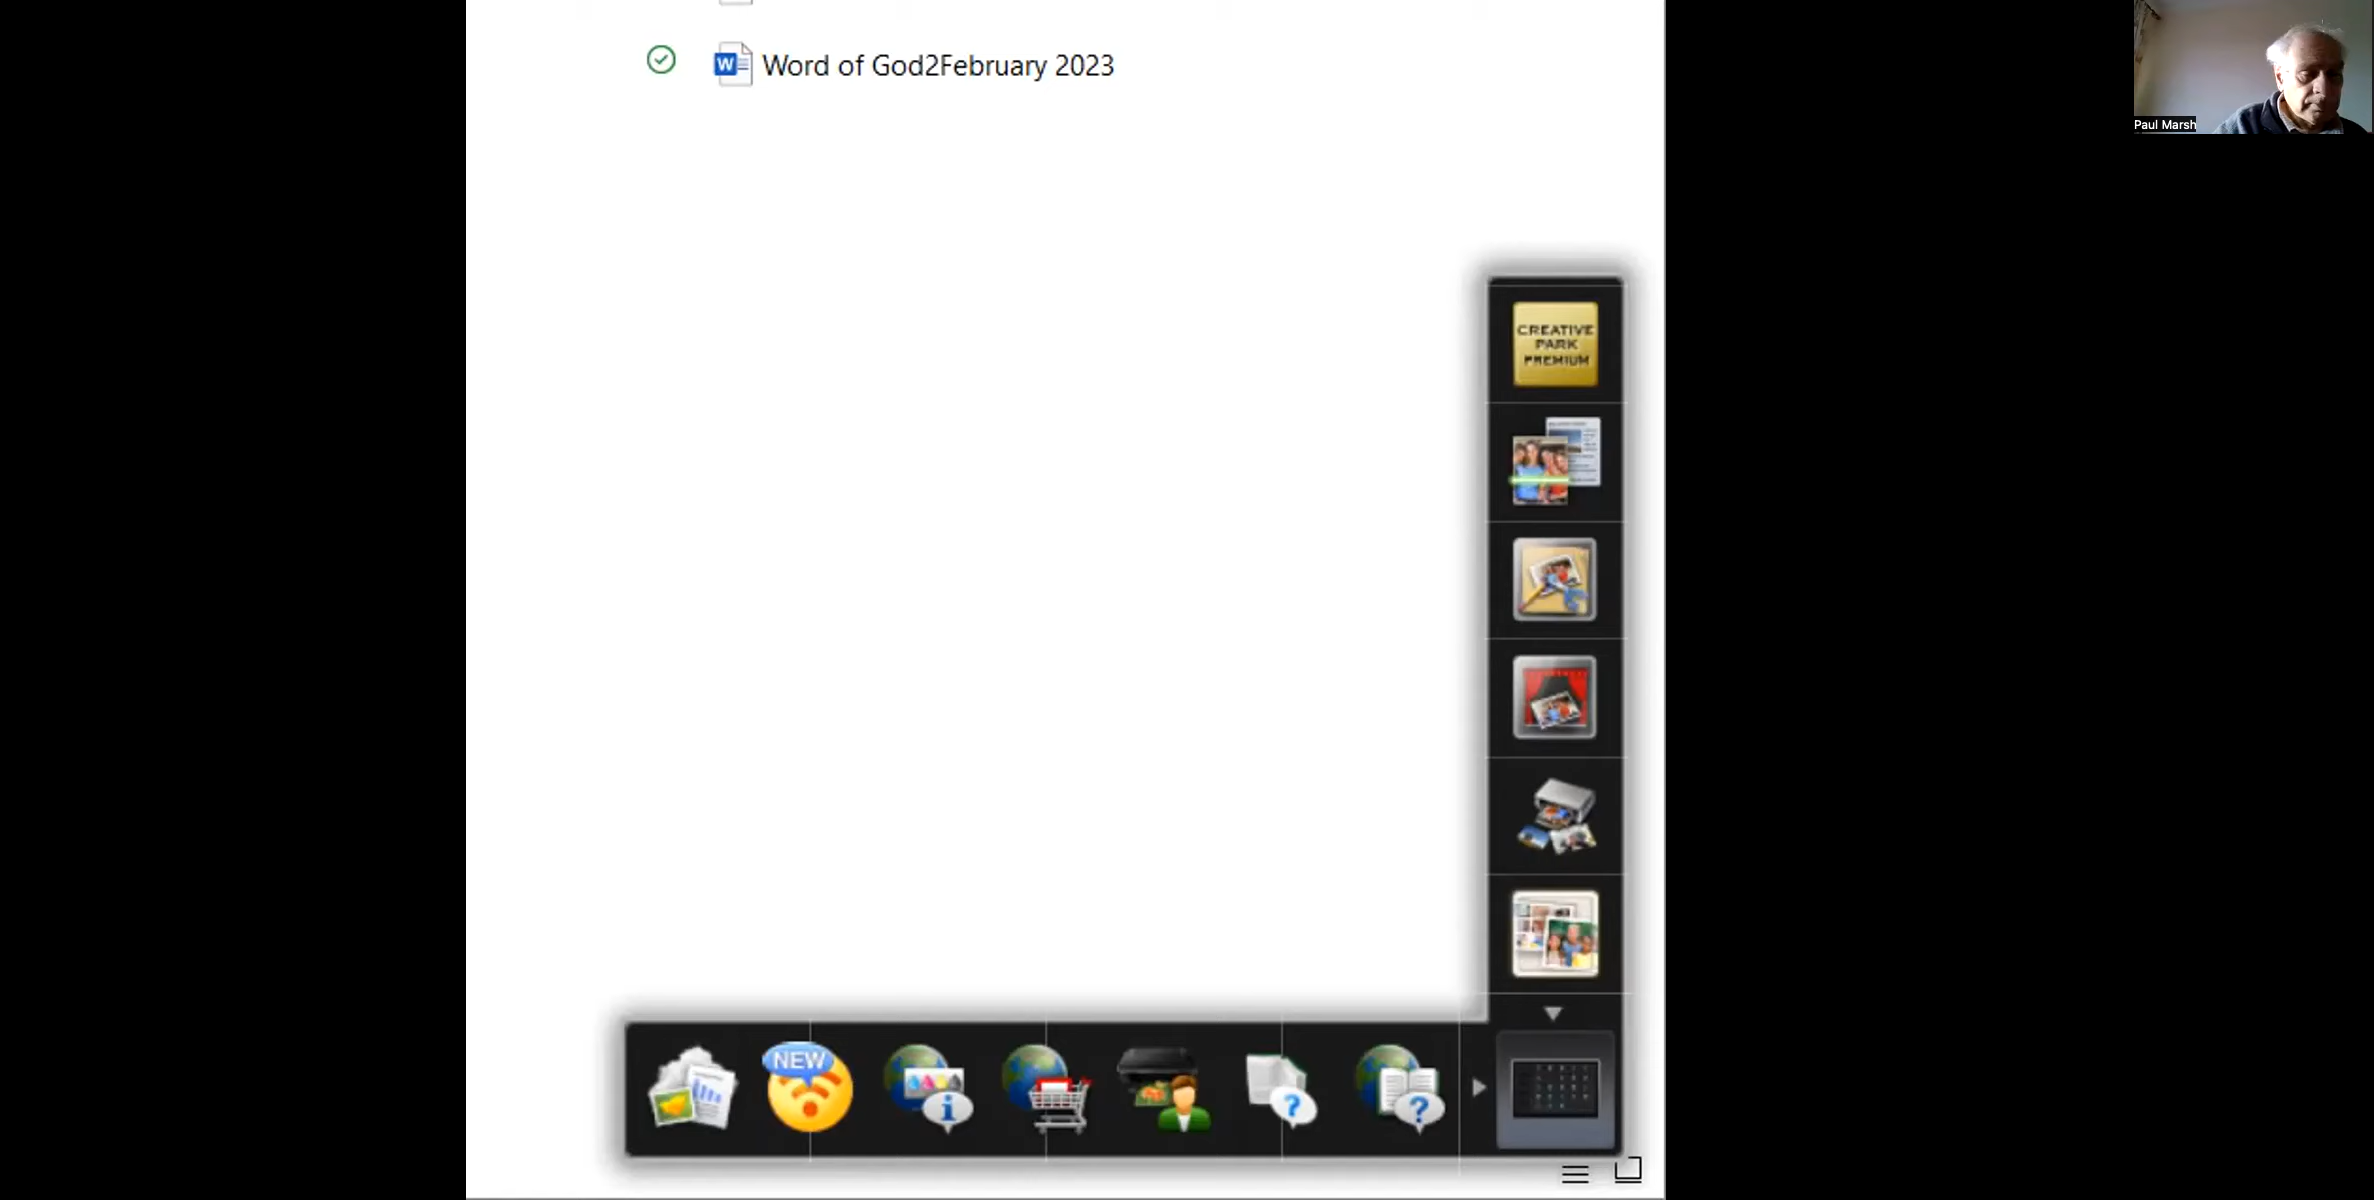 Word of God2February 2023
Paul Marsh
CREATIVE
PARK
PREMIUM
NEW